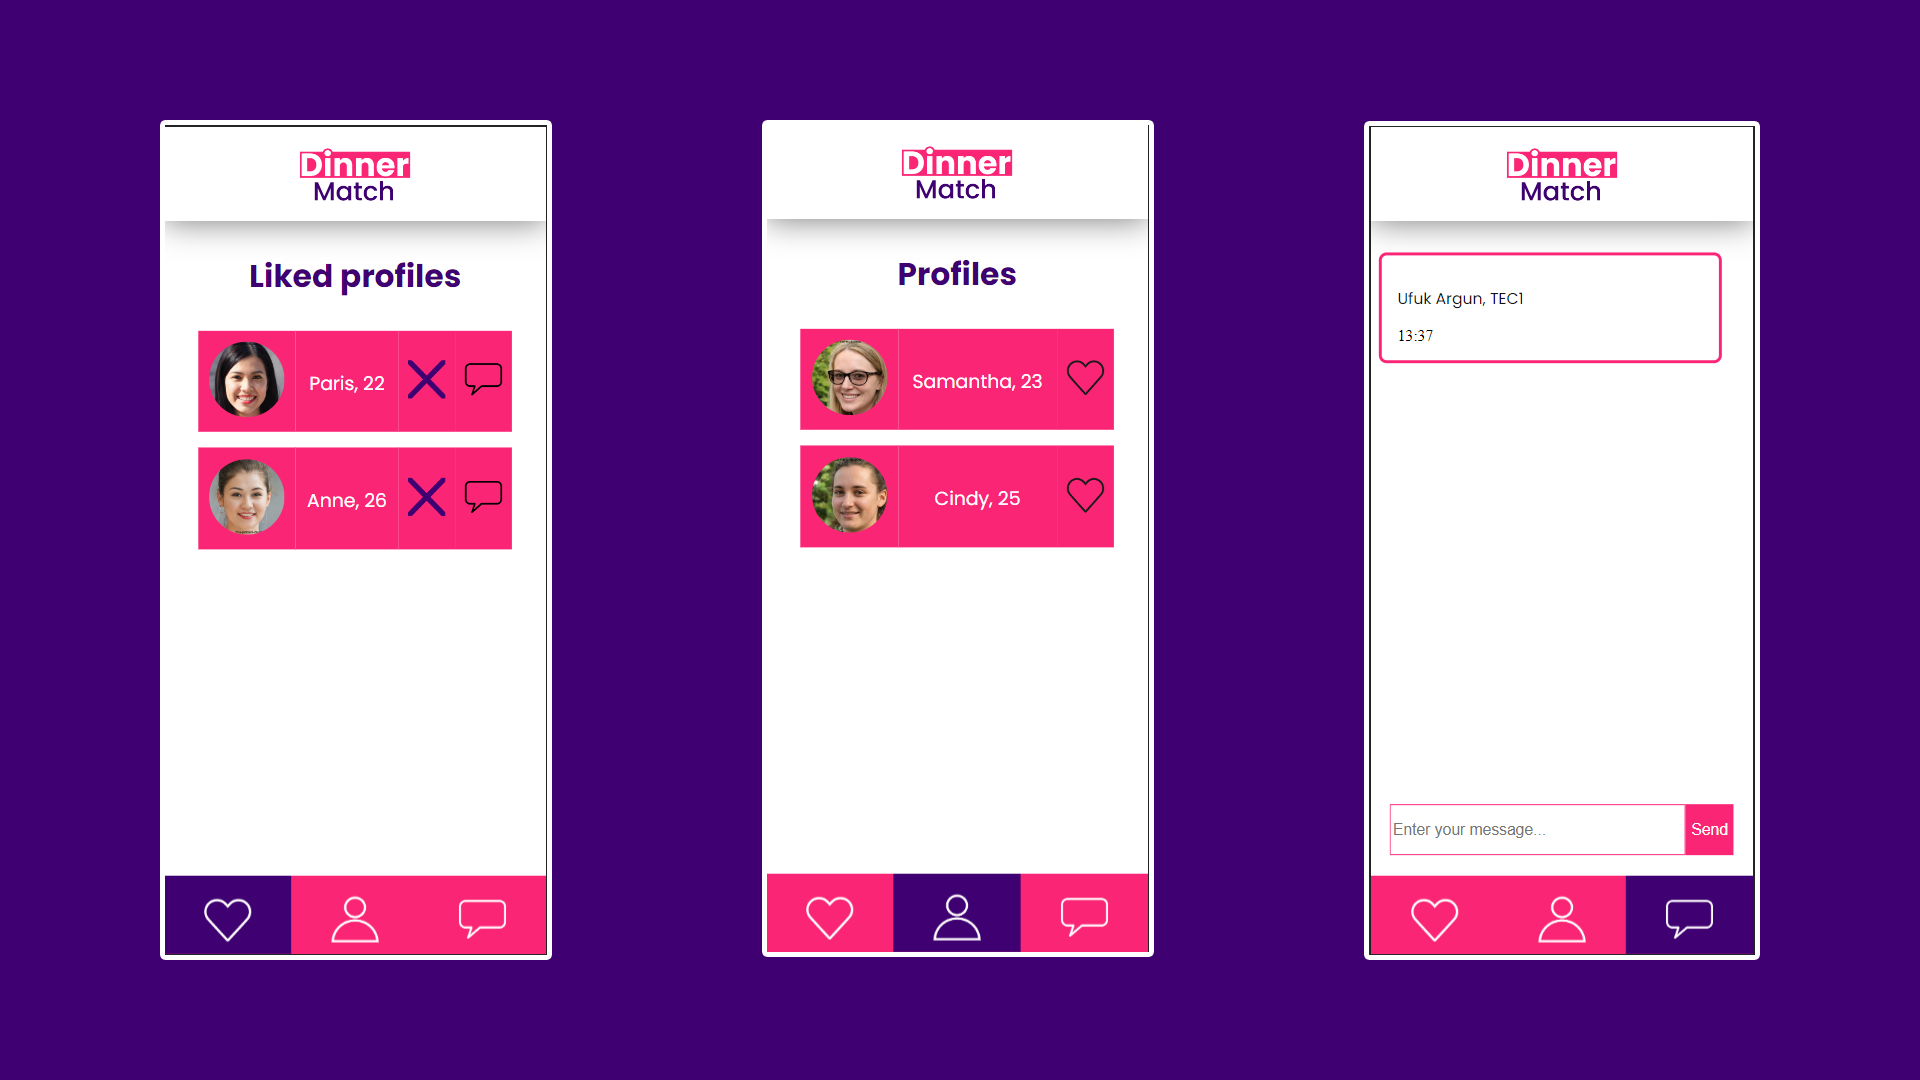 Dinner
Match
Liked profiles
Paris, 22
Anne, 26
Dinner
Match
Profiles
Samantha, 23
Cindy, 25
Dinner
Match
Ufuk Argun, TEC1
13:37
Enter your message...
Send